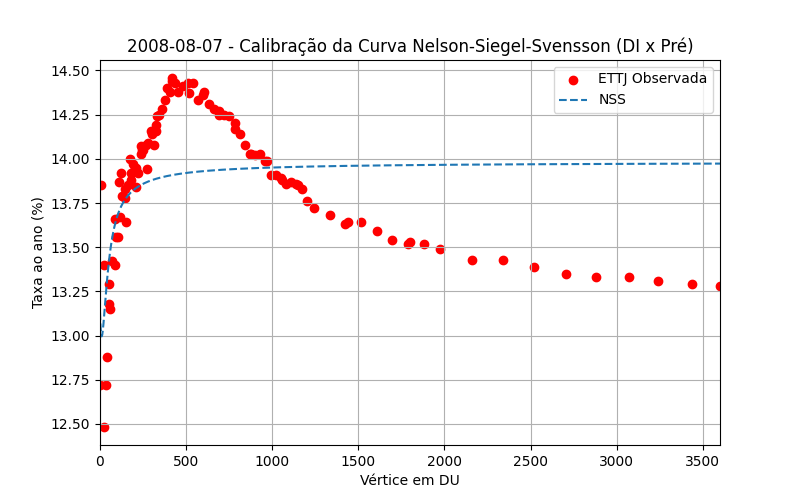 2008-08-07 - Calibração da Curva Nelson-Siegel-Svensson (DI x Pré)
14.50
14.25
14.00
13.75
13.50
13.25
13.00
12.75
12.50
Taxa ao ano (%)
ETTJ Observada
NSS
0 500 1000 1500 2000 2500 3000 3500
Vértice em DU